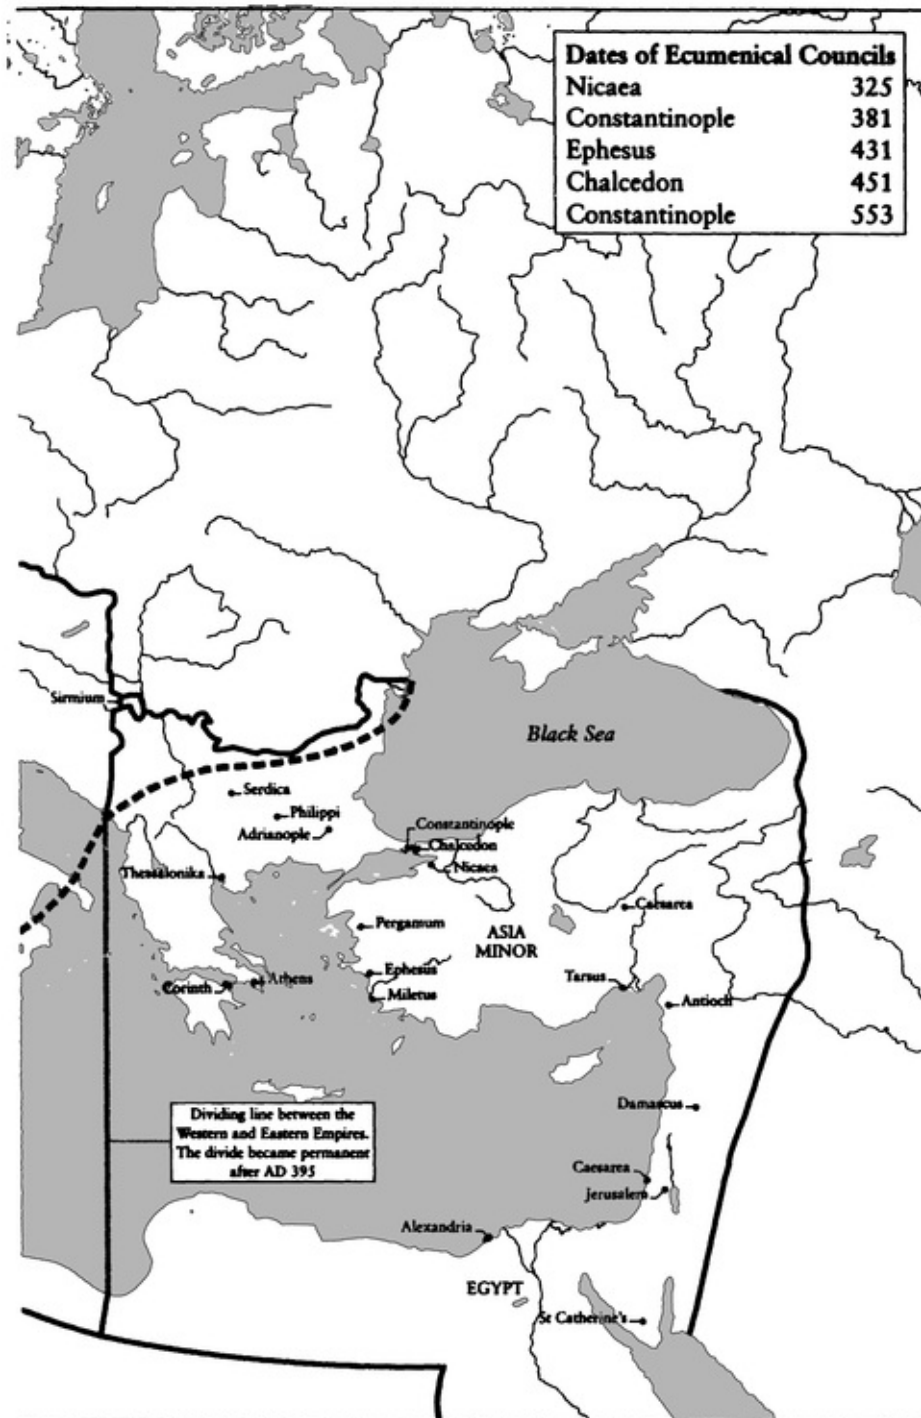 Dates of Ecumenical Councils
Nicaea 325
Constantinople 381
Ephesus 431
Chalcedon 451
Constantinople 553
Sirmium
Black Sea
Serdica
Philippi
Adrianople
Constantinople
Chalcedon
Nicaea
Thessalonika
Caesarea
Pergamum
ASIA
MINOR
Ephesus
Tarsus
Athens
Corinth
Miletus
Antioch
Dividing line between the
Western and Eastern Empires.
The divide became permanent
after AD 395
Damascus
Caesarea
Jerusalem
Alexandria
EGYPT
St Catherine's